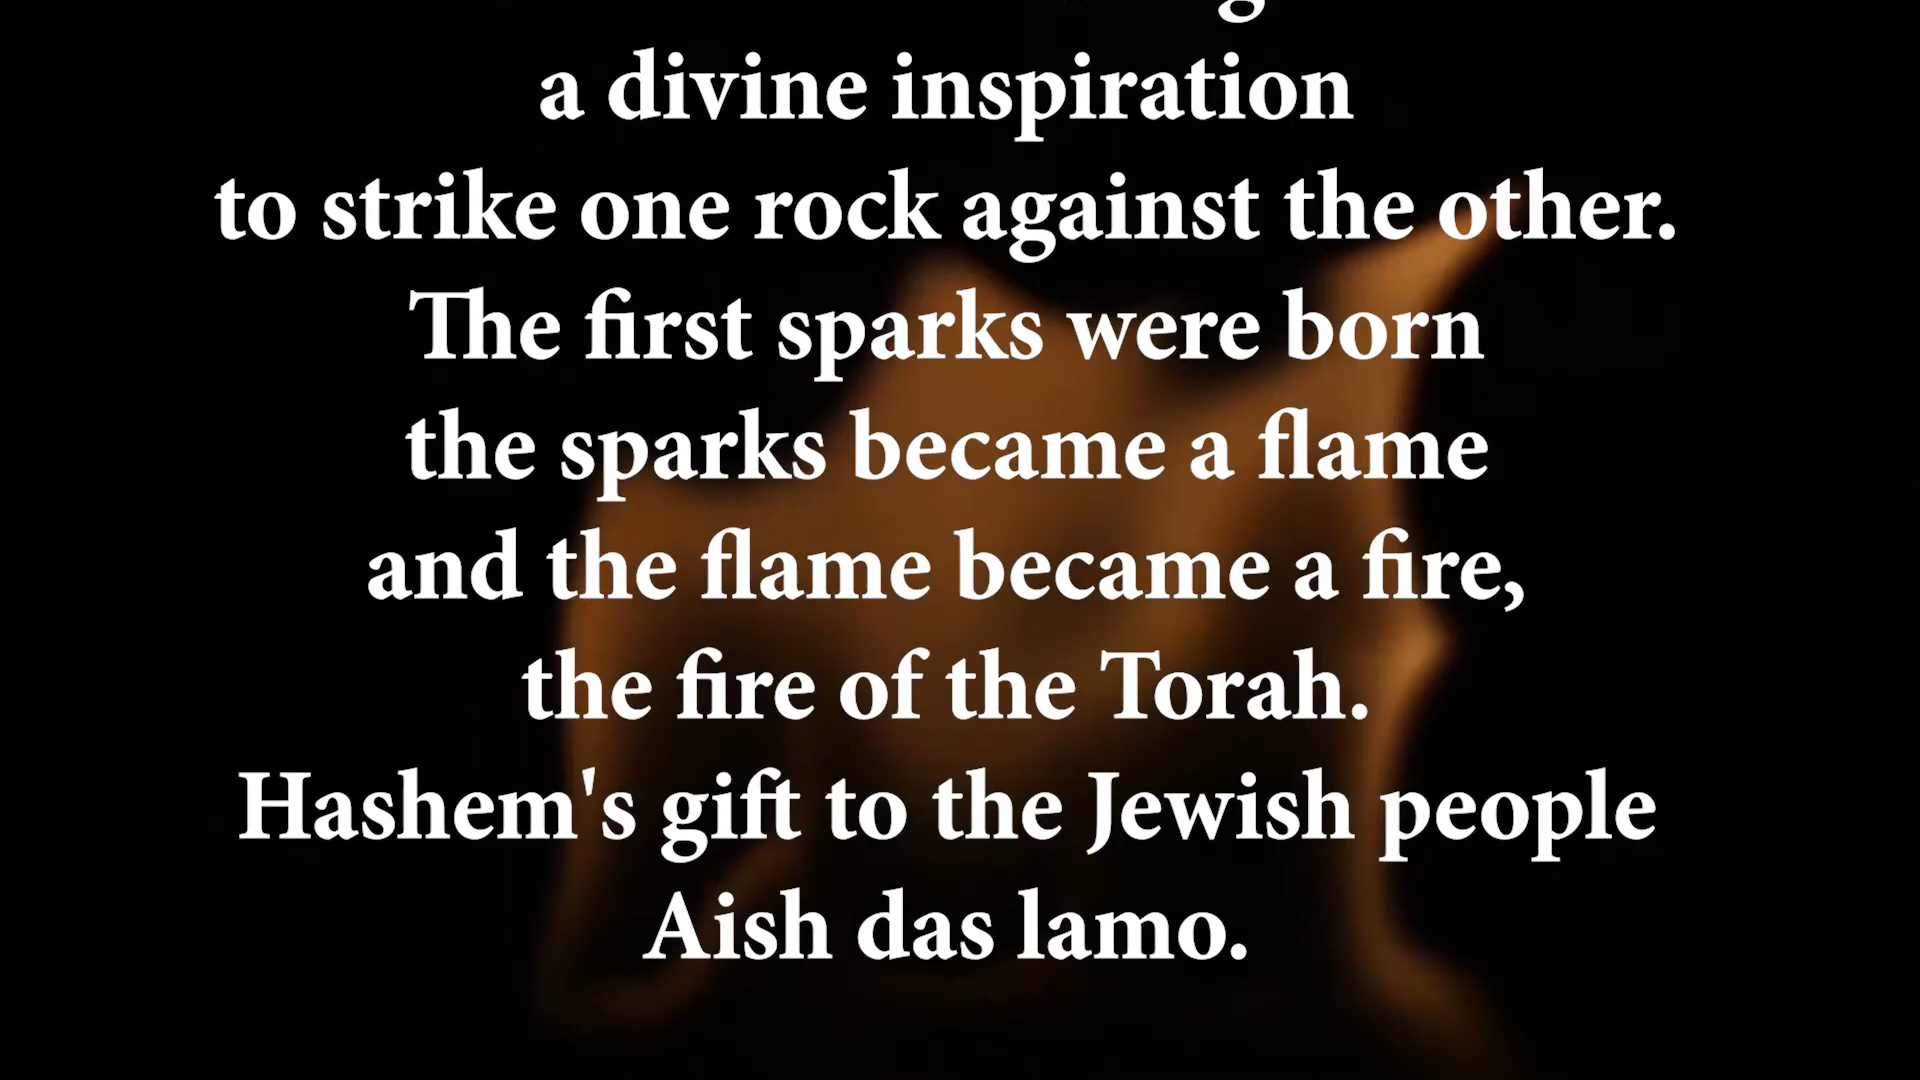 a divine inspiration
to strike one rock against the other.
The first sparks were born
the sparks became a flame
and the flame became a fire,
the fire of the Torah.
Hashem's gift to the Jewish people
Aish das lamo.